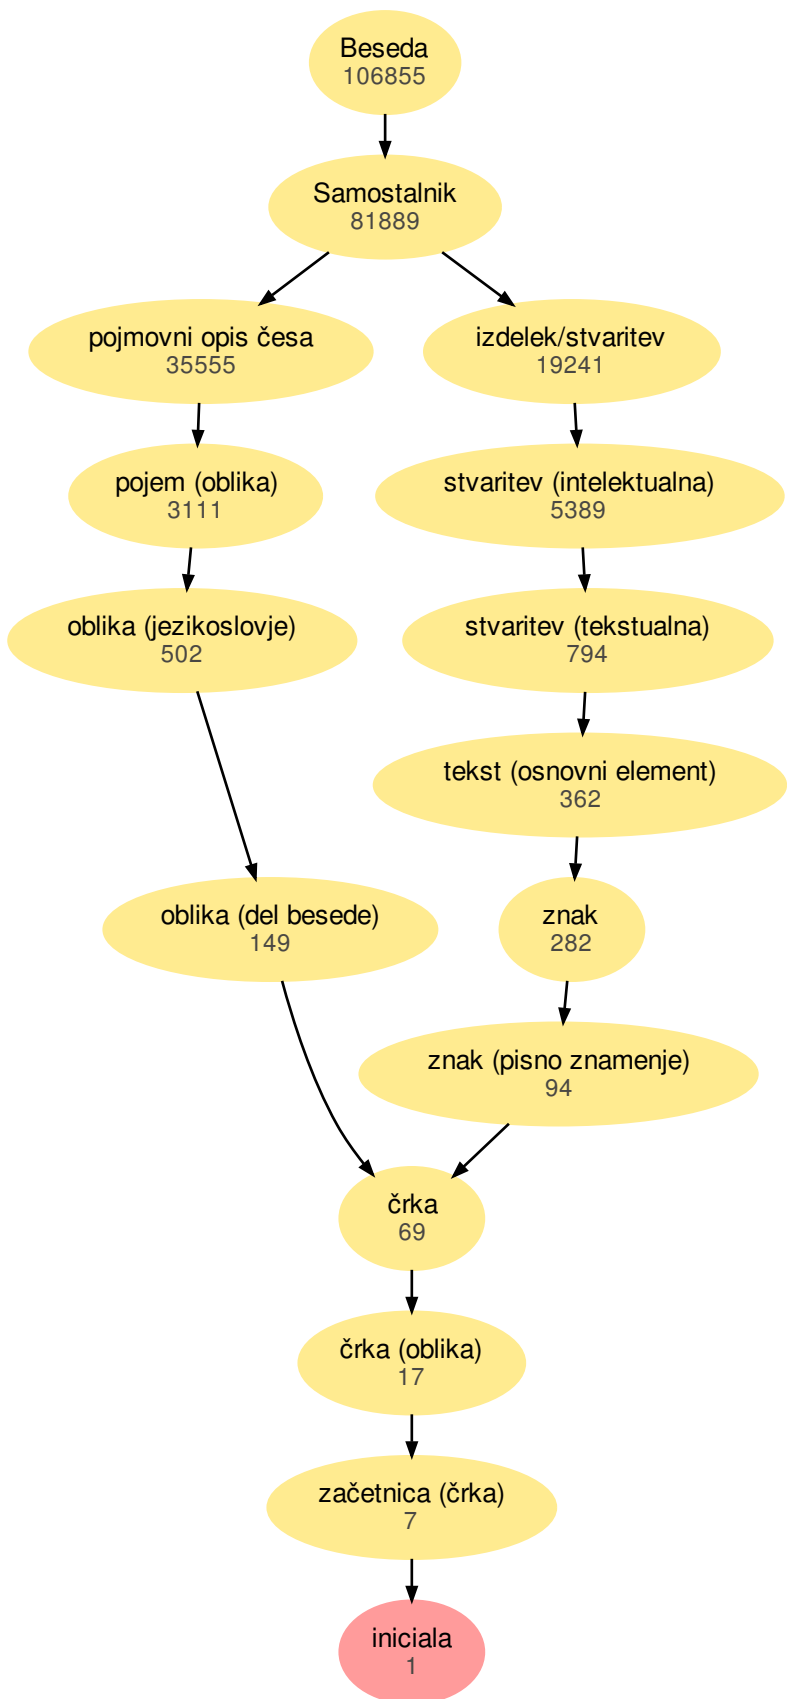 Beseda
106855
Samostalnik
81889
pojmovni opis česa
35555
izdelek/stvaritev
19241
pojem (oblika)
3111
stvaritev (intelektualna)
5389
oblika (jezikoslovje)
502
stvaritev (tekstualna)
794
tekst (osnovni element)
362
oblika (del besede)
149
znak
282
znak (pisno znamenje)
94
črka
69
črka (oblika)
17
začetnica (črka)
7
iniciala
1